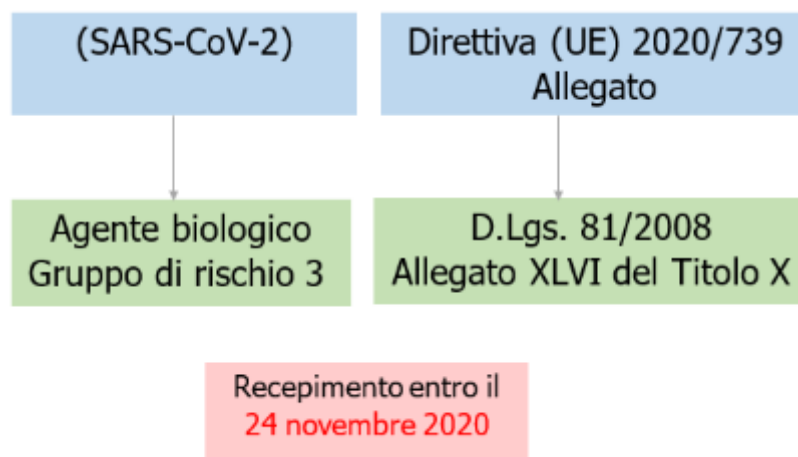 (SARS-CoV-2)
Direttiva (UE) 2020/739
Allegato
Agente biologico
Gruppo di rischio 3
D.Lgs. 81/2008
Allegato XLVI del Titolo X
Recepimento entro il
24 novembre 2020